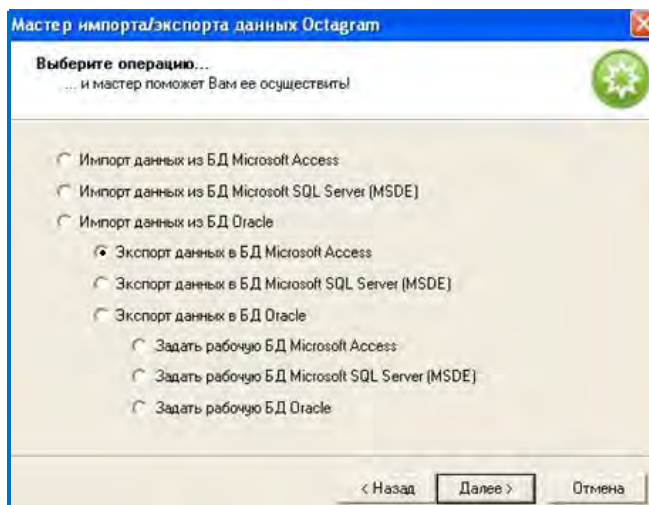 Мастер импорта/экспорта данных Octagram
Выберите операцию...
... и мастер поможет Вам ее осуществить!
Импорт данных из БД Microsoft Access
Импорт данных из БД Microsoft SQL Server (MSDE)
Импорт данных из БД Oracle
Экспорт данных в БД Microsoft Access
Экспорт данных в БД Microsoft SQL Server (MSDE)
Экспорт данных в БД Oracle
Задать рабочую БД Microsoft Access
Задать рабочую БД Microsoft SQL Server (MSDE)
Задать рабочую БД Oracle
< Назад Далее > Отмена